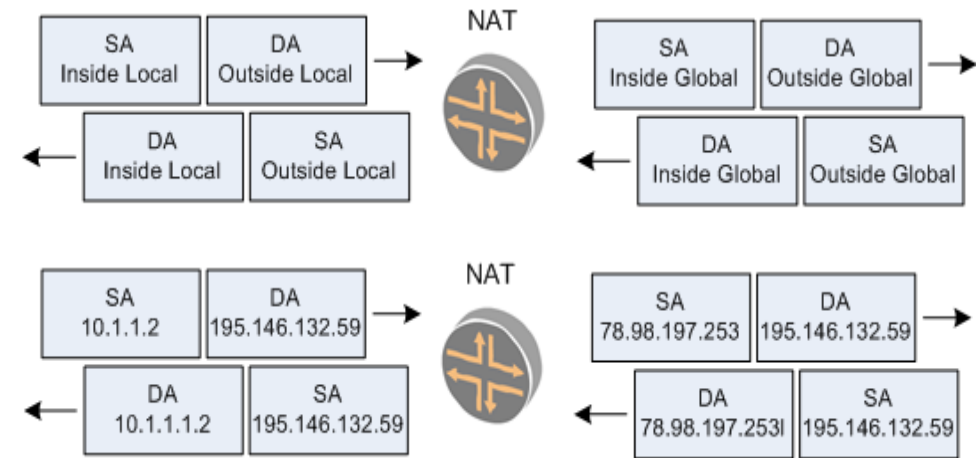 NAT
SA
Inside Local
DA
Outside Local
SA
Inside Global
DA
Outside Global
DA
Inside Local
SA
Outside Local
DA
Inside Global
SA
Outside Global
NAT
SA
10.1.1.2
DA
195.146.132.59
SA
78.98.197.253
DA
195.146.132.59
DA
10.1.1.1.2
SA
195.146.132.59
DA
78.98.197.253l
SA
195.146.132.59